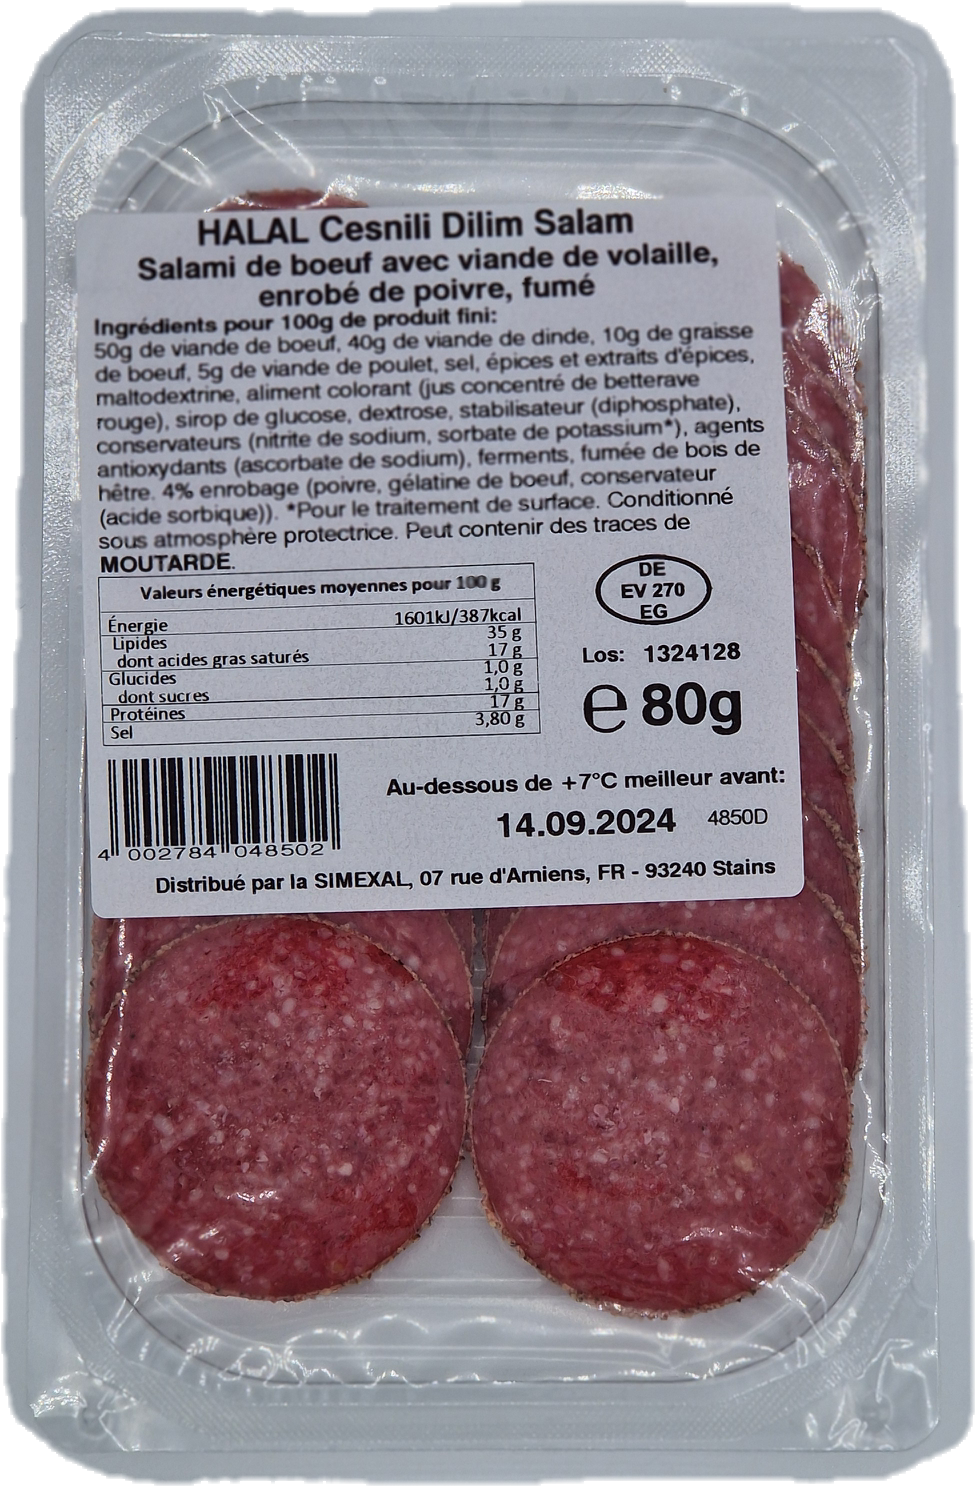 HALAL Cesnili Dilim Salam
Salami de boeuf avec viande de volaille,
enrobé de poivre, fumé
Ingrédients pour 100g de produit fini:
50g de viande de boeuf, 40g de viande de dinde, 10g de graisse
de boeuf, 5g de viande de poulet, sel, épices et extraits d'épices,
maltodextrine, aliment colorant (jus concentré de betterave
rouge), sirop de glucose, dextrose, stabilisateur (diphosphate),
conservateurs (nitrite de sodium, sorbate de potassium*), agents
antioxydants (ascorbate de sodium), ferments, fumée de bois de
hêtre. 4% enrobage (poivre, gélatine de boeuf, conservateur
(acide sorbique)). *Pour le traitement de surface. Conditionné
sous atmosphère protectrice. Peut contenir des traces de
MOUTARDE.
Valeurs énergétiques moyennes pour 100 g
Énergie 1601kJ/387kcal
Lipides 35 g
dont acides gras saturés 17 g
Glucides 1,0 g
dont sucres 1,0 g
Protéines 17 g
Sel 3,80 g
DE
EV 270
EG
Los: 1324128
e 80g
4 002784 048502
Au-dessous de +7°C meilleur avant:
14.09.2024 4850D
Distribué par la SIMEXAL, 07 rue d'Amiens, FR - 93240 Stains